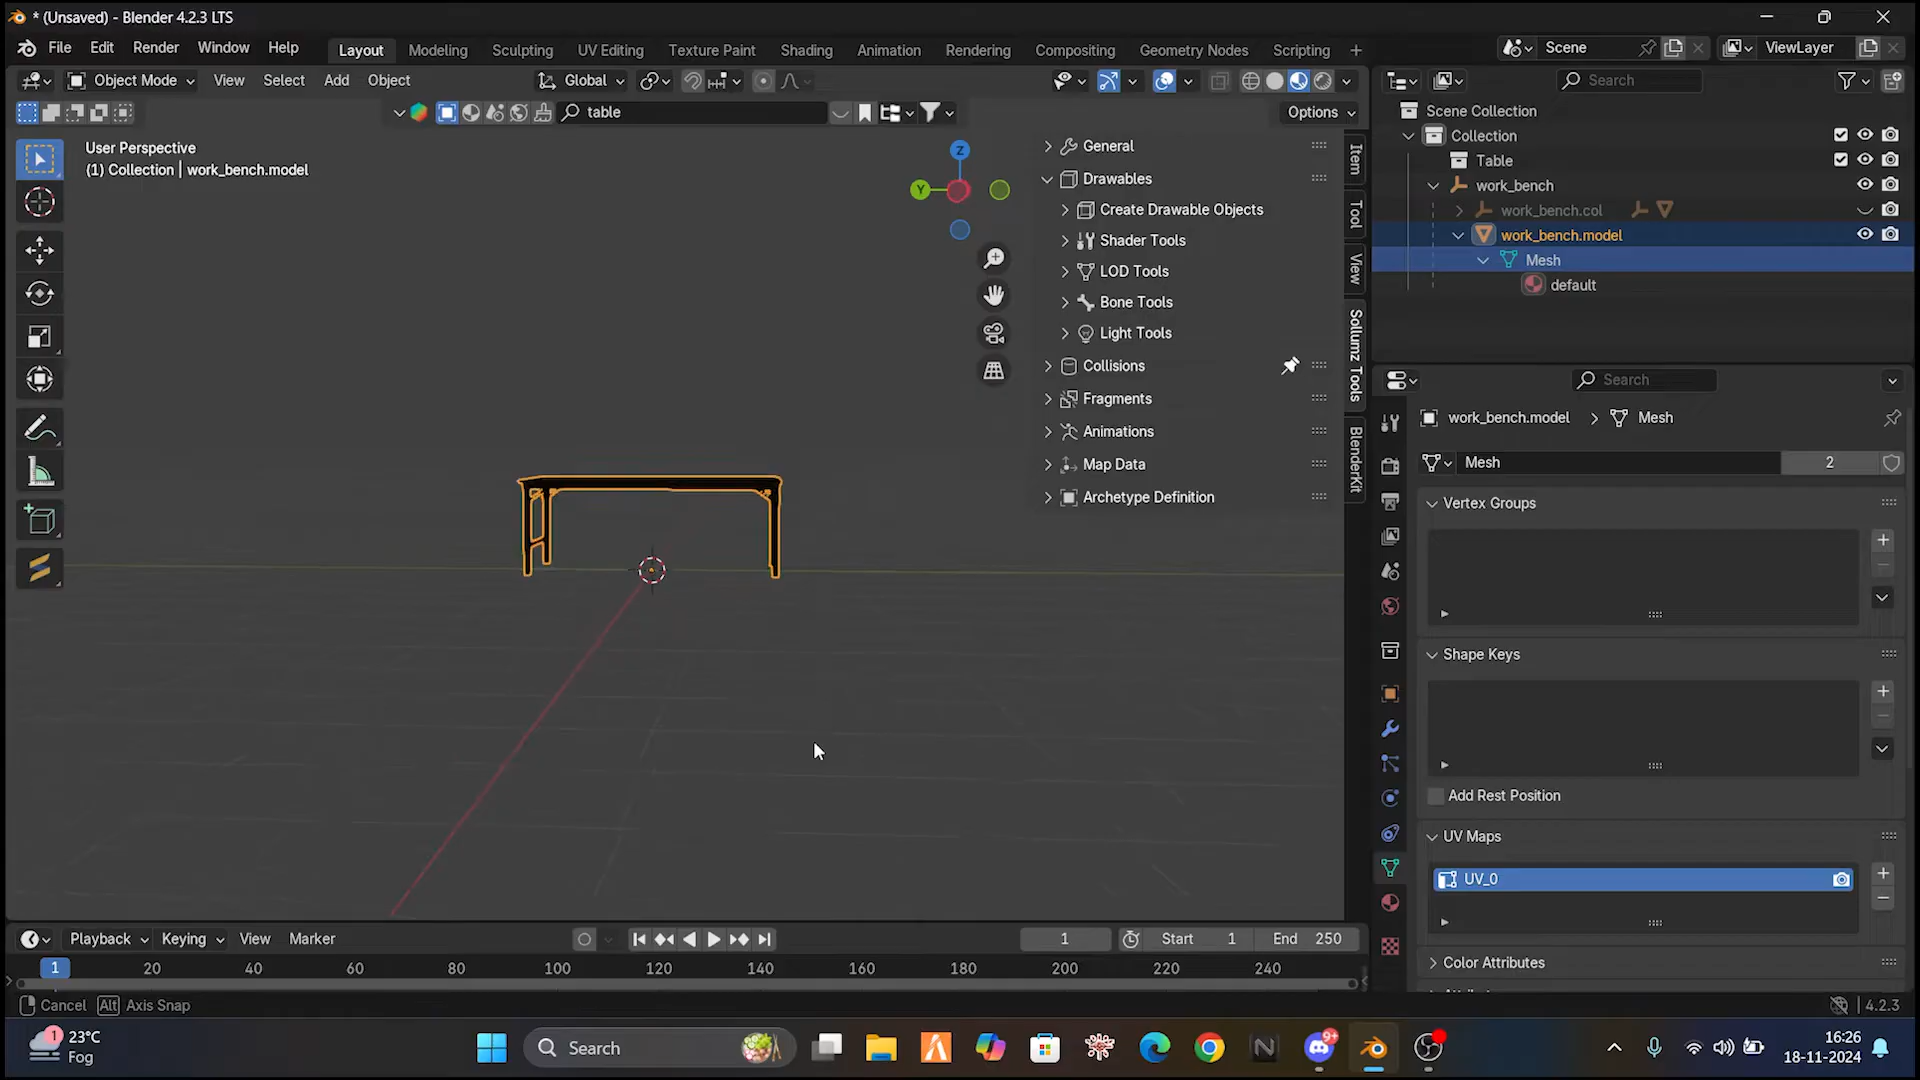 * (Unsaved) - Blender 4.2.3 LTS
File Edit Render Window Help Layout Modeling Sculpting UV Editing Texture Paint Shading Animation Rendering Compositing Geometry Nodes Scripting + Scene ViewLayer
Object Mode View Select Add Object Global Search
table Options
User Perspective
(1) Collection | work_bench.model
Z
Y
General
Drawables
Create Drawable Objects
Shader Tools
LOD Tools
Bone Tools
Light Tools
Collisions
Fragments
Animations
Map Data
Archetype Definition
Item
Tool
View
Sollumz Tools
BlenderKit
Scene Collection
Collection
Table
work_bench
work_bench.col
work_bench.model
Mesh
default
Search
work_bench.model > Mesh
Mesh 2
Vertex Groups
Shape Keys
Add Rest Position
UV Maps
UV_0
Color Attributes
Playback Keying View Marker 1 Start 1 End 250
1 20 40 60 80 100 120 140 160 180 200 220 240
Cancel Alt Axis Snap 4.2.3
1
23°C
Fog
Search
9+
16:26
18-11-2024